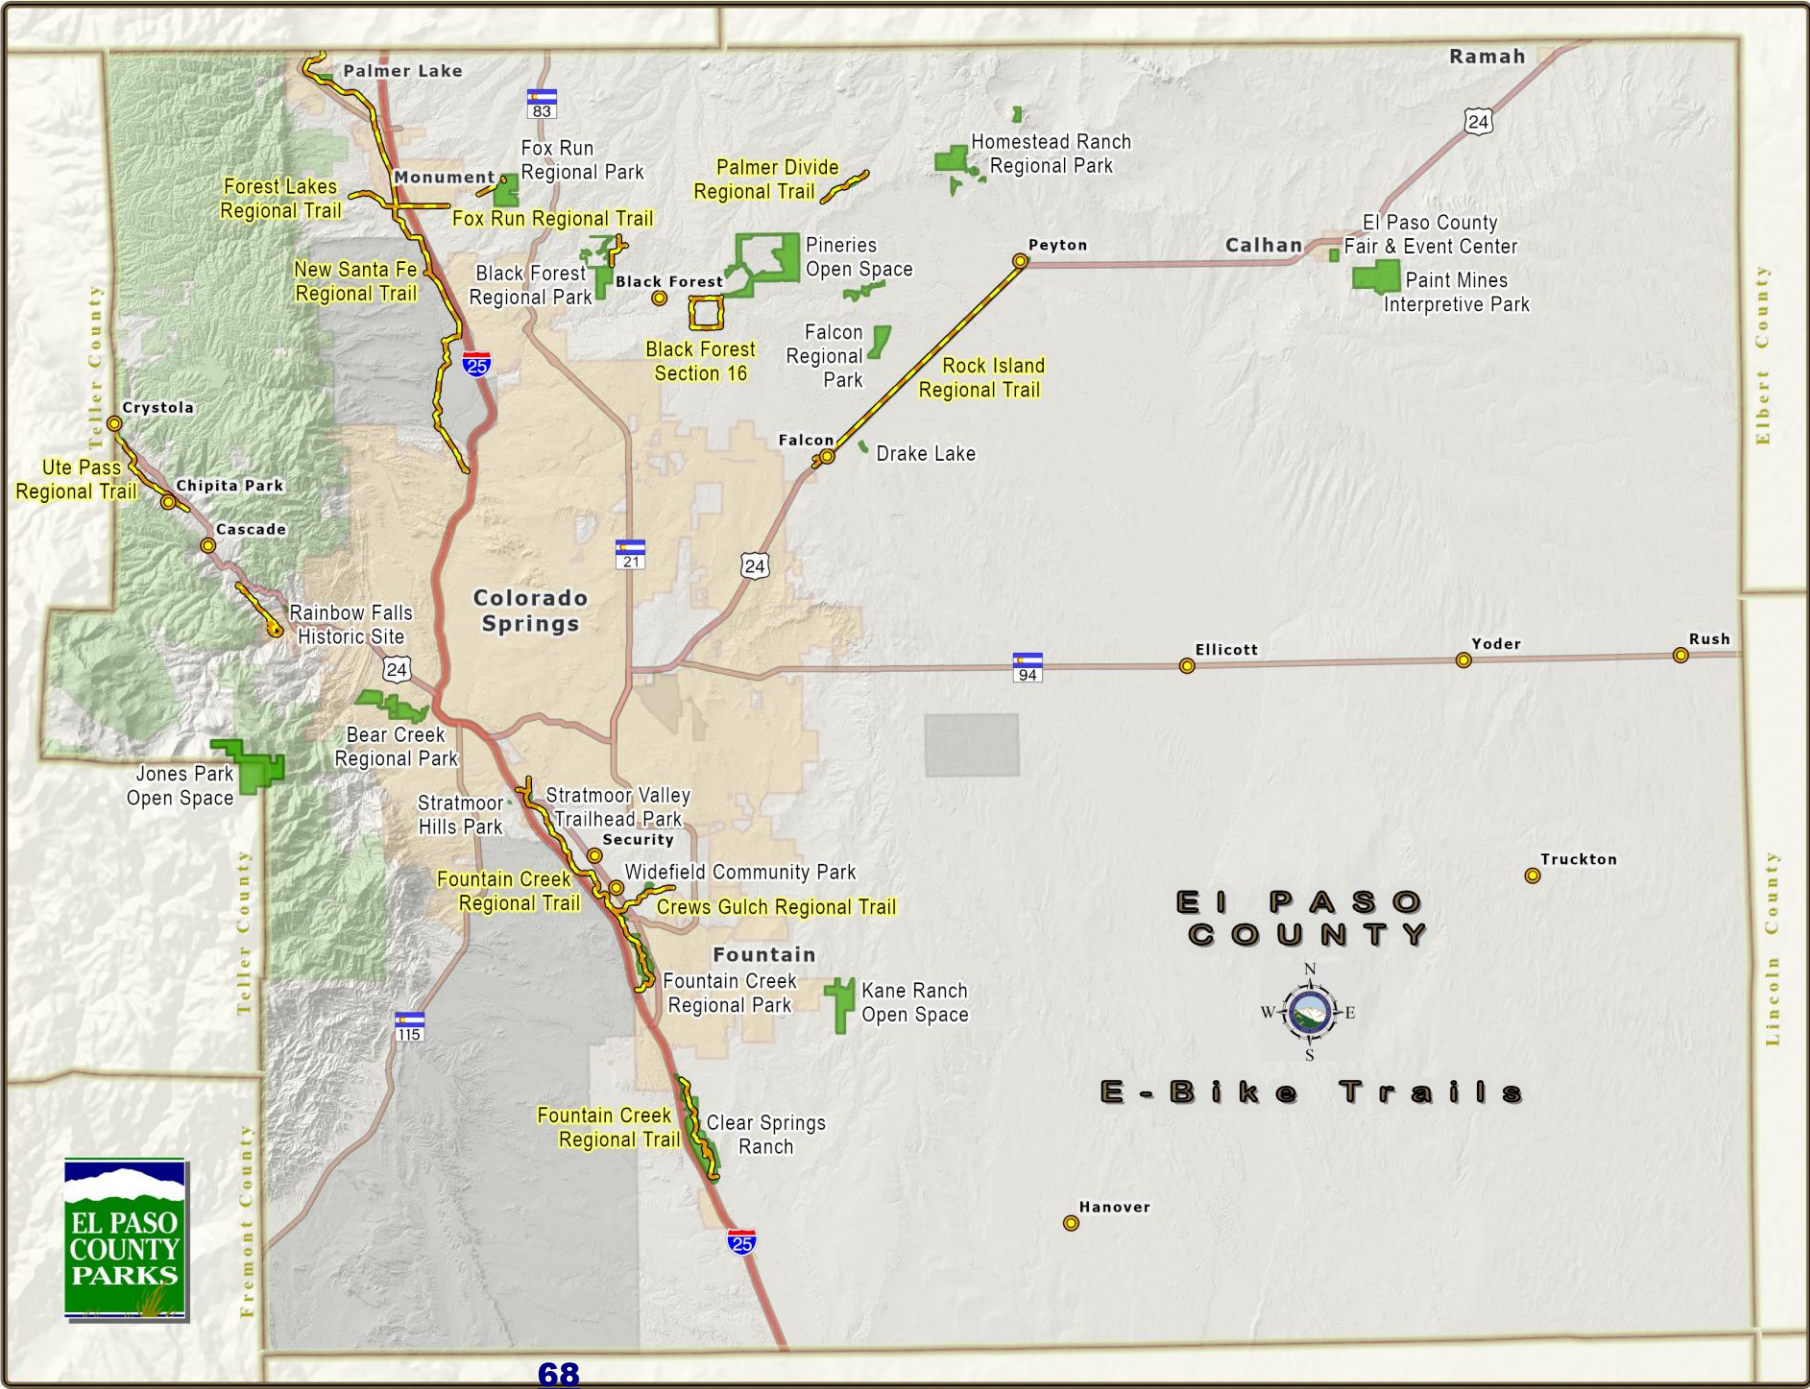 Ramah
Palmer Lake
83
24
Fox Run
Regional Park
Homestead Ranch
Regional Park
Palmer Divide
Regional Trail
Monument
Forest Lakes
Regional Trail
Fox Run Regional Trail
El Paso County
Fair & Event Center
Calhan
Peyton
Pineries
Open Space
New Santa Fe
Regional Trail
Black Forest
Regional Park
Black Forest
Paint Mines
Interpretive Park
Teller County
Elbert County
Falcon
Regional
Park
Black Forest
Section 16
25
Rock Island
Regional Trail
Crystola
Falcon
Drake Lake
Ute Pass
Regional Trail
Chipita Park
Cascade
21
24
Colorado
Springs
Rainbow Falls
Historic Site
24
94
Ellicott
Yoder
Rush
Bear Creek
Regional Park
Jones Park
Open Space
Stratmoor
Hills Park
Stratmoor Valley
Trailhead Park
Security
Widefield Community Park
Fountain Creek
Regional Trail
Crews Gulch Regional Trail
Truckton
El PASO
COUNTY
Teller County
Lincoln County
Fountain
Fountain Creek
Regional Park
Kane Ranch
Open Space
N
W
E
S
115
E-Bike Trails
Fountain Creek
Regional Trail
Clear Springs
Ranch
Fremont County
EL PASO
COUNTY
PARKS
Hanover
25
68